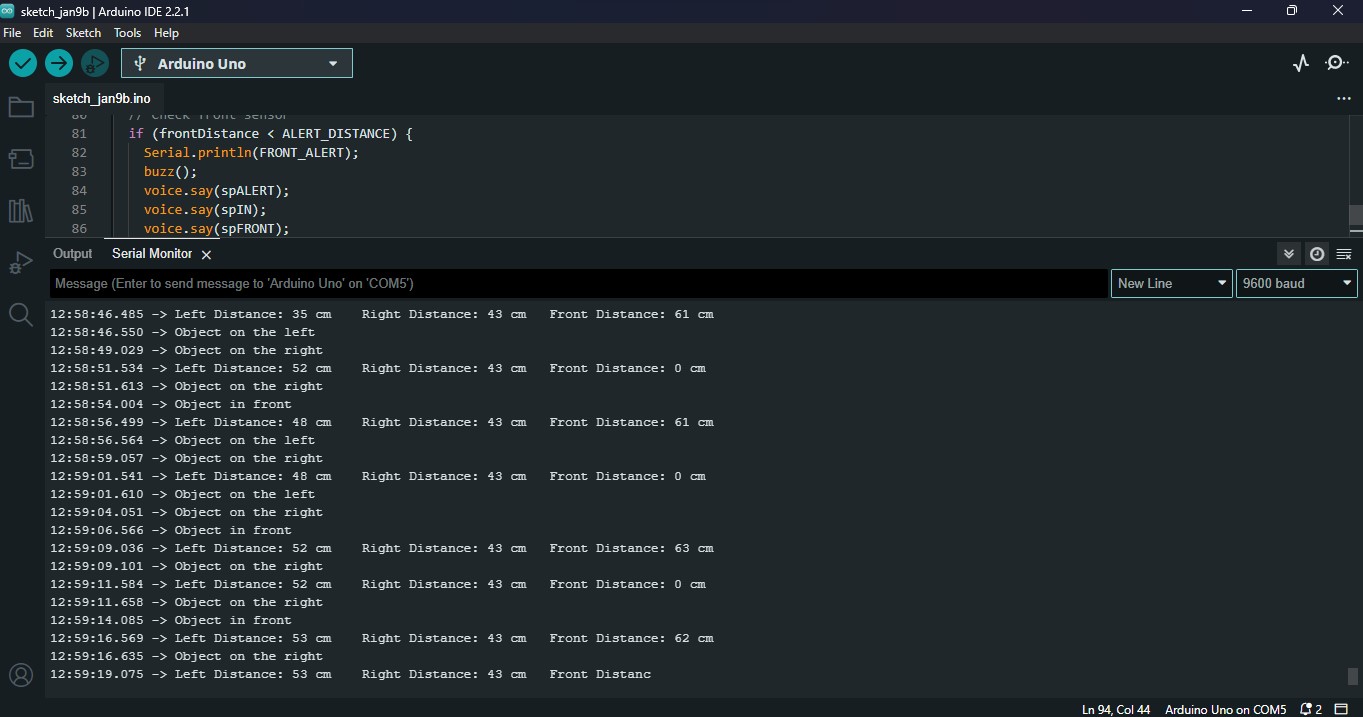 sketch_jan9b | Arduino IDE 2.2.1
File Edit Sketch Tools Help
Arduino Uno
sketch_jan9b.ino
80 // Check front sensor
81 if (frontDistance < ALERT_DISTANCE) {
82 Serial.println(FRONT_ALERT);
83 buzz();
84 voice.say(spALERT);
85 voice.say(spIN);
86 voice.say(spFRONT);
Output Serial Monitor
Message (Enter to send message to 'Arduino Uno' on 'COM5') New Line 9600 baud
12:58:46.485 -> Left Distance: 35 cm Right Distance: 43 cm Front Distance: 61 cm
12:58:46.550 -> Object on the left
12:58:49.029 -> Object on the right
12:58:51.534 -> Left Distance: 52 cm Right Distance: 43 cm Front Distance: 0 cm
12:58:51.613 -> Object on the right
12:58:54.004 -> Object in front
12:58:56.499 -> Left Distance: 48 cm Right Distance: 43 cm Front Distance: 61 cm
12:58:56.564 -> Object on the left
12:58:59.057 -> Object on the right
12:59:01.541 -> Left Distance: 48 cm Right Distance: 43 cm Front Distance: 0 cm
12:59:01.610 -> Object on the left
12:59:04.051 -> Object on the right
12:59:06.566 -> Object in front
12:59:09.036 -> Left Distance: 52 cm Right Distance: 43 cm Front Distance: 63 cm
12:59:09.101 -> Object on the right
12:59:11.584 -> Left Distance: 52 cm Right Distance: 43 cm Front Distance: 0 cm
12:59:11.658 -> Object on the right
12:59:14.085 -> Object in front
12:59:16.569 -> Left Distance: 53 cm Right Distance: 43 cm Front Distance: 62 cm
12:59:16.635 -> Object on the right
12:59:19.075 -> Left Distance: 53 cm Right Distance: 43 cm Front Distanc
Ln 94, Col 44 Arduino Uno on COM5 2